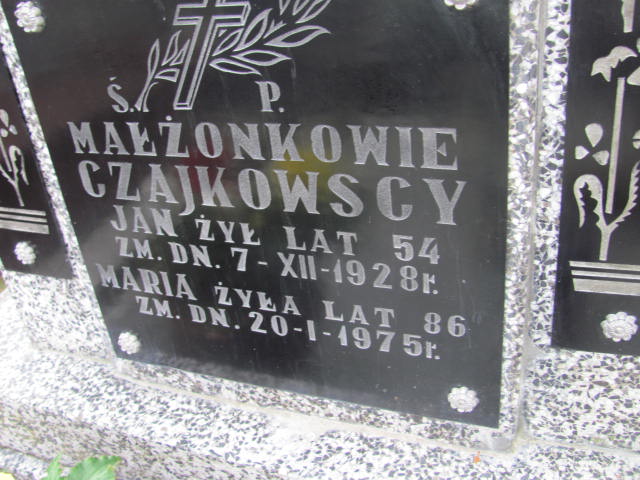 Ś. P.
MAŁŻONKOWIE
CZAJKOWSCY
JAN ŻYŁ LAT 54
ZM. DN. 7-XII-1928r.
MARIA ŻYŁA LAT 86
ZM. DN. 20-I-1975r.